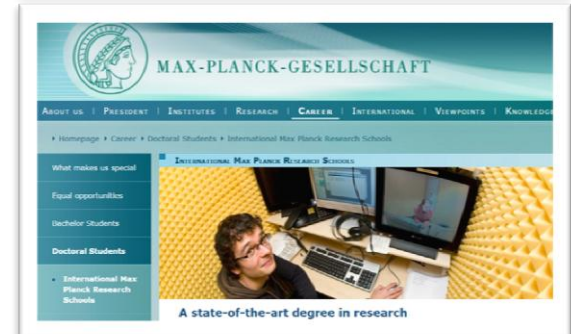 MAX-PLANCK-GESELLSCHAFT
ABOUT US | PRESIDENT | INSTITUTES | RESEARCH | CAREER | INTERNATIONAL | VIEWPOINTS | KNOWLEDGE
Homepage Career Doctoral Students International Max Planck Research Schools
What makes us special
INTERNATIONAL MAX PLANCK RESEARCH SCHOOLS
Equal opportunities
Bachelor Students
Doctoral Students
International Max
Planck Research
Schools
A state-of-the-art degree in research